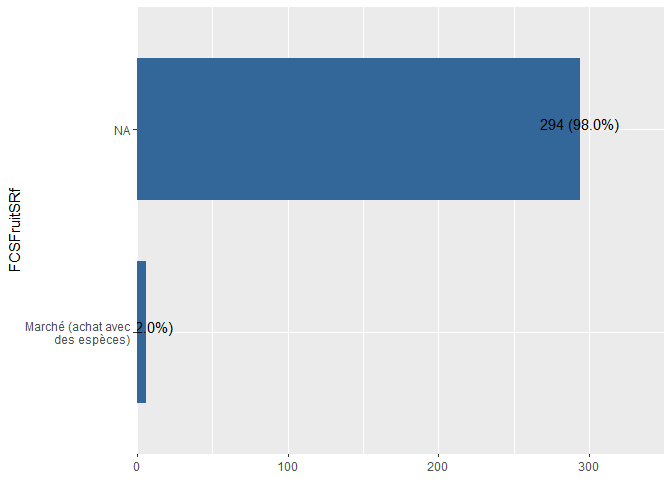 FCSFruitSRf
NA
294 (98.0%)
Marché (achat avec
des espèces)
2.0%)
0
100
200
300